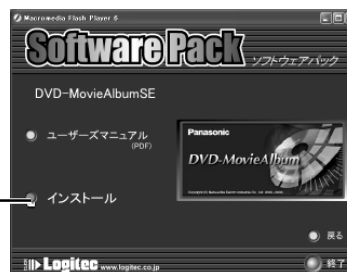 Macromedia Flash Player 6
Software Pack ソフトウェアパック
DVD-MovieAlbumSE
ユーザーズマニュアル
(PDF)
Panasonic
DVD-MovieAlbum
インストール
戻る
Logitec www.logitec.co.jp
終了